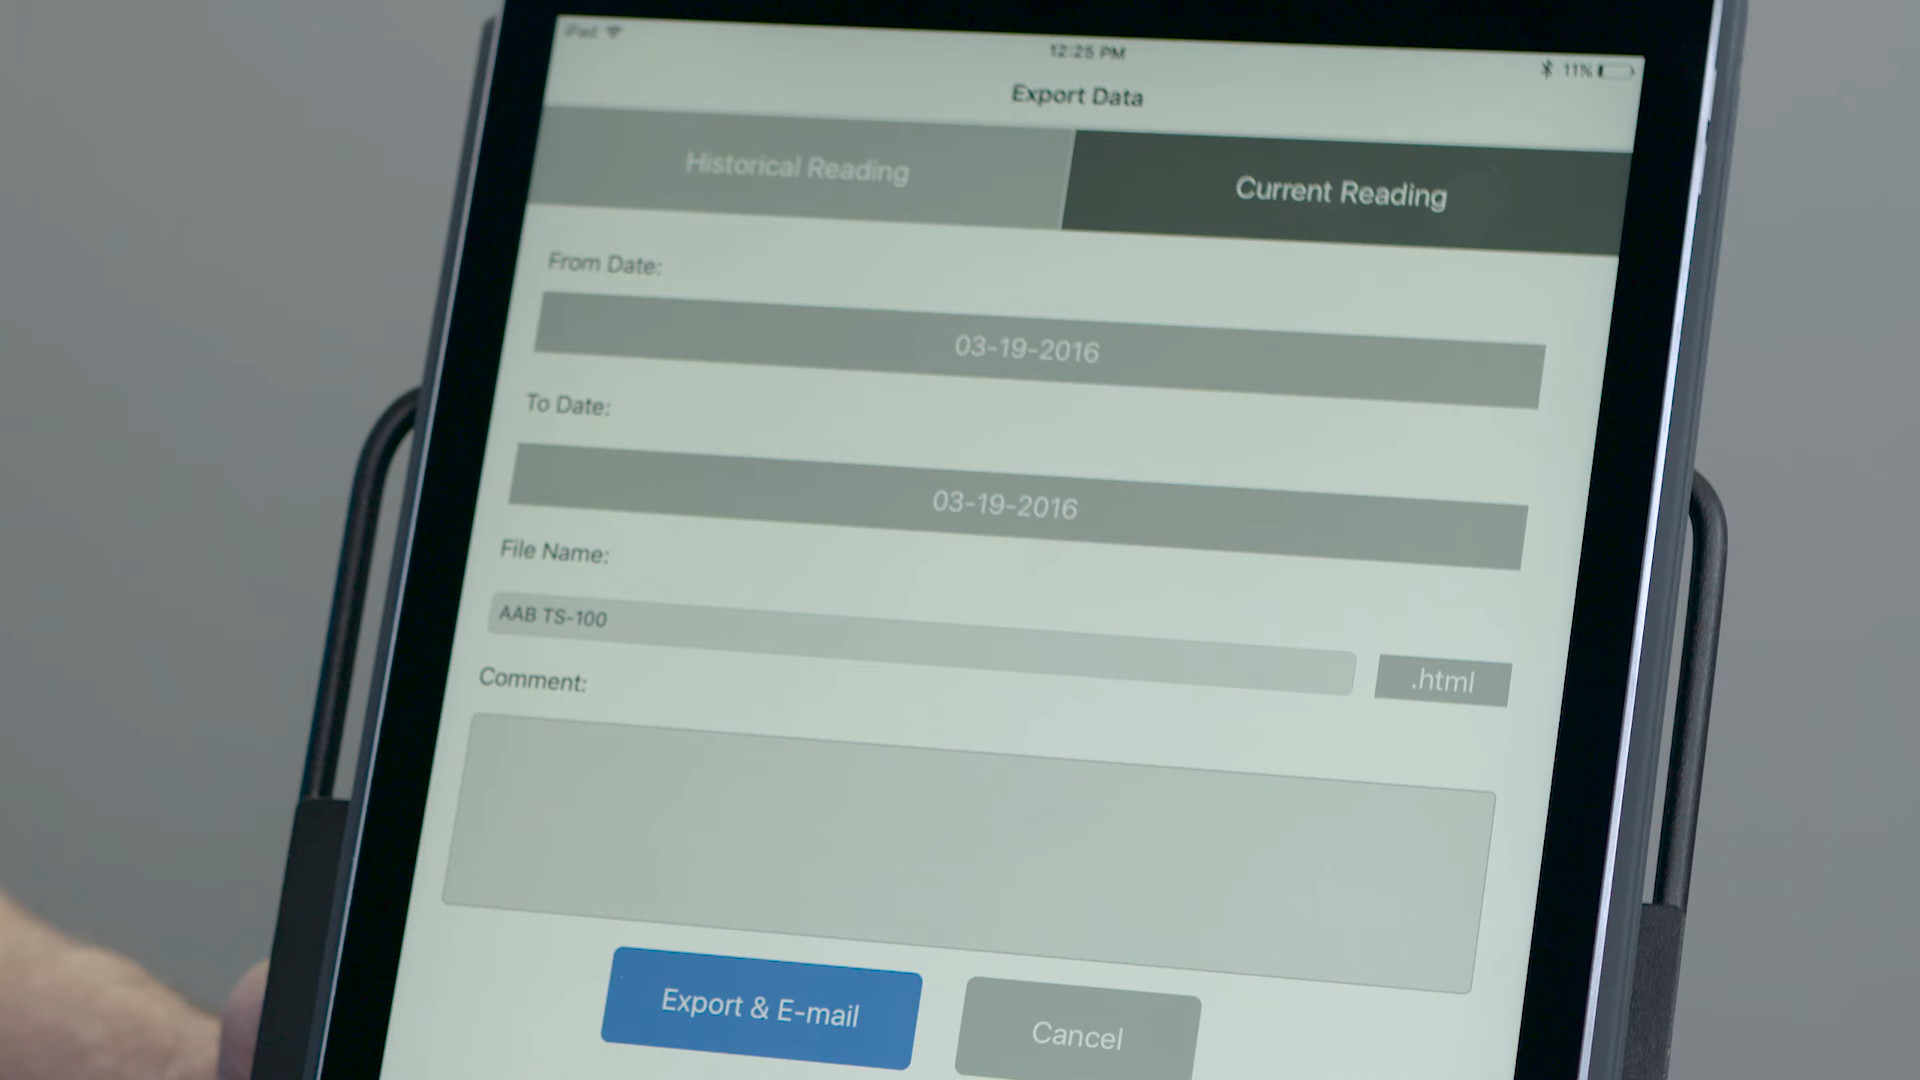 iPad
12:25 PM
11%
Export Data
Historical Reading
Current Reading
From Date:
03-19-2016
To Date:
03-19-2016
File Name:
AAB TS-100
.html
Comment:
Export & E-mail
Cancel